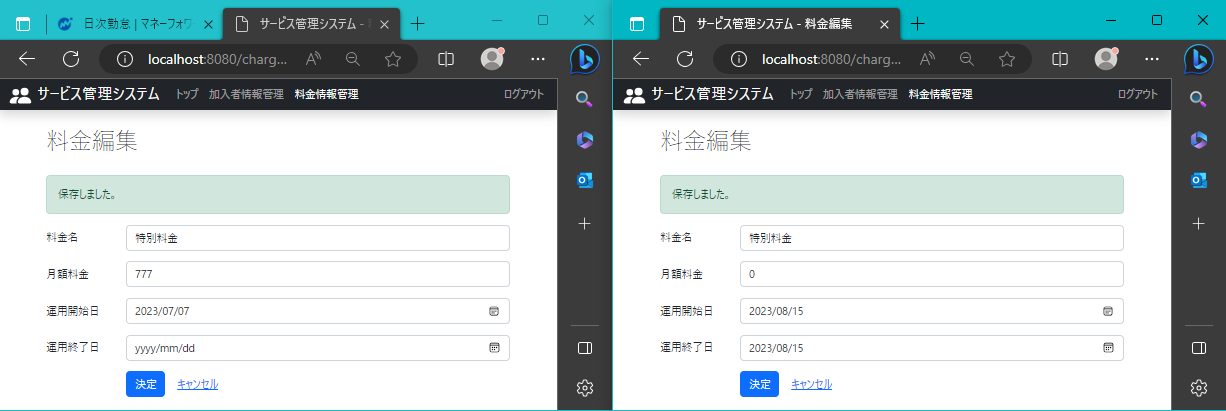 日次勤怠 | マネーフォワ
サービス管理システム -
localhost:8080/charg...
サービス管理システム トップ 加入者情報管理 料金情報管理 ログアウト
料金編集
保存しました。
料金名 特別料金
月額料金 777
運用開始日 2023/07/07
運用終了日 yyyy/mm/dd
決定 キャンセル
サービス管理システム - 料金編集
localhost:8080/charg...
サービス管理システム トップ 加入者情報管理 料金情報管理 ログアウト
料金編集
保存しました。
料金名 特別料金
月額料金 0
運用開始日 2023/08/15
運用終了日 2023/08/15
決定 キャンセル